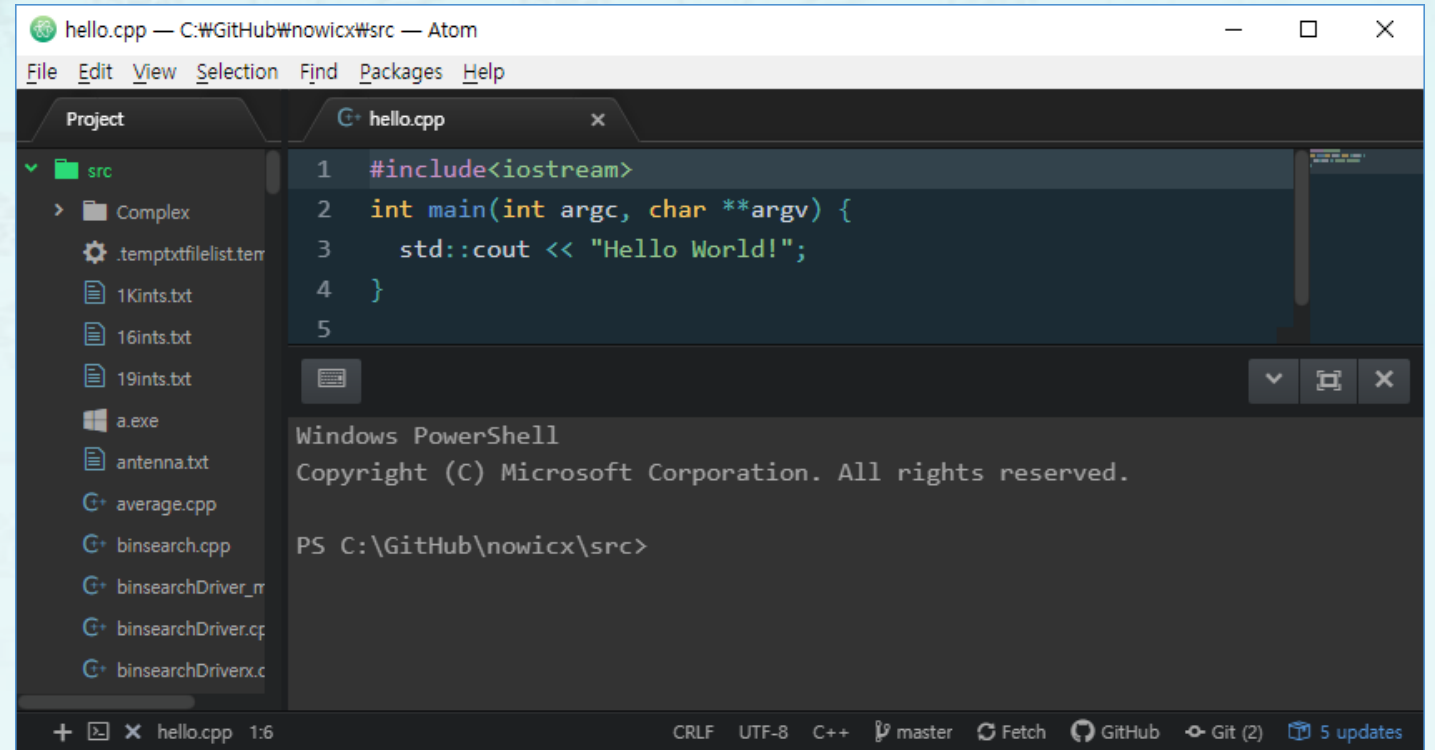 hello.cpp — C:₩GitHub₩nowicx₩src — Atom
File Edit View Selection Find Packages Help
Project
hello.cpp
src
Complex
.temptxtfilelist.tem
1Kints.txt
16ints.txt
19ints.txt
a.exe
antenna.txt
average.cpp
binsearch.cpp
binsearchDriver_m
binsearchDriver.cp
binsearchDriverx.c
1 #include<iostream>
2 int main(int argc, char **argv) {
3 std::cout << "Hello World!";
4 }
5
Windows PowerShell
Copyright (C) Microsoft Corporation. All rights reserved.
PS C:\GitHub\nowicx\src>
hello.cpp 1:6 CRLF UTF-8 C++ master Fetch GitHub Git (2) 5 updates